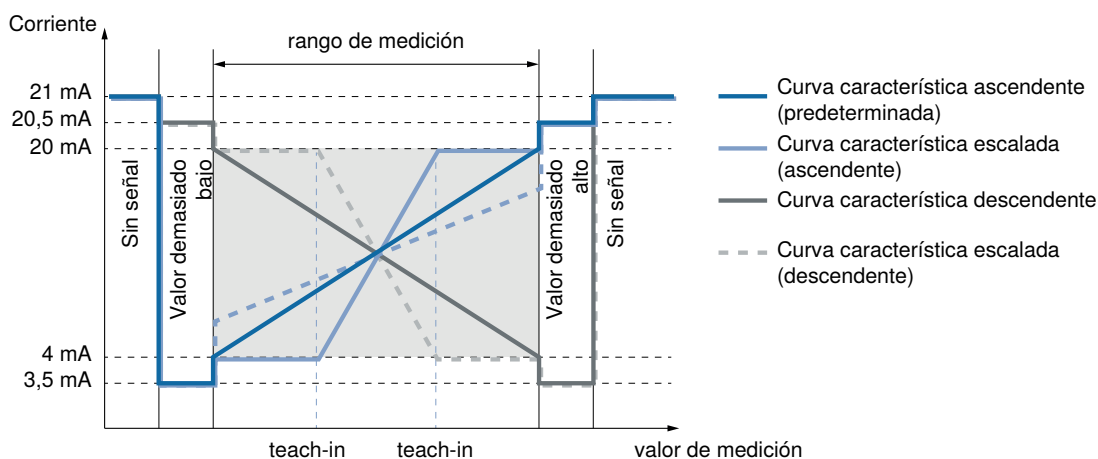 Corriente
rango de medición
21 mA
20,5 mA
20 mA
4 mA
3,5 mA
Sin señal
Valor demasiado
bajo
Valor demasiado
alto
Sin señal
teach-in
teach-in
valor de medición
Curva característica ascendente
(predeterminada)
Curva característica escalada
(ascendente)
Curva característica descendente
Curva característica escalada
(descendente)